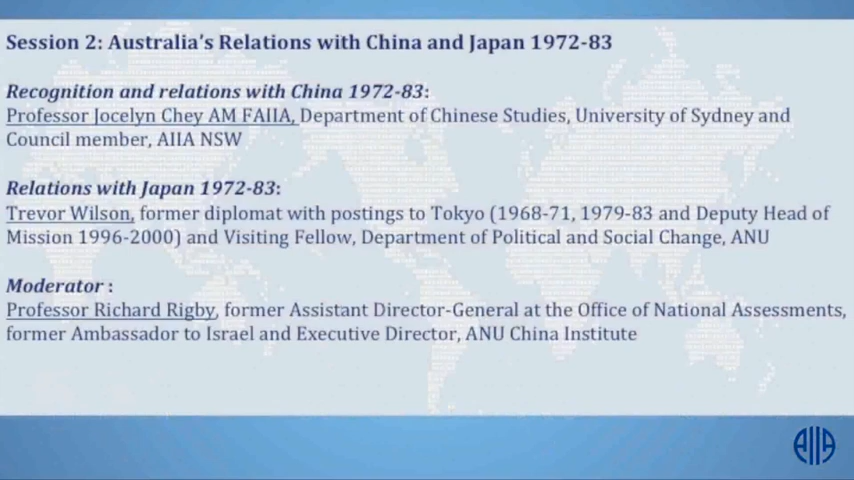 Session 2: Australia's Relations with China and Japan 1972-83
Recognition and relations with China 1972-83:
Professor Jocelyn Chey AM FAIIA, Department of Chinese Studies, University of Sydney and
Council member, AIIA NSW
Relations with Japan 1972-83:
Trevor Wilson, former diplomat with postings to Tokyo (1968-71, 1979-83 and Deputy Head of
Mission 1996-2000) and Visiting Fellow, Department of Political and Social Change, ANU
Moderator :
Professor Richard Rigby, former Assistant Director-General at the Office of National Assessments,
former Ambassador to Israel and Executive Director, ANU China Institute
AIIA